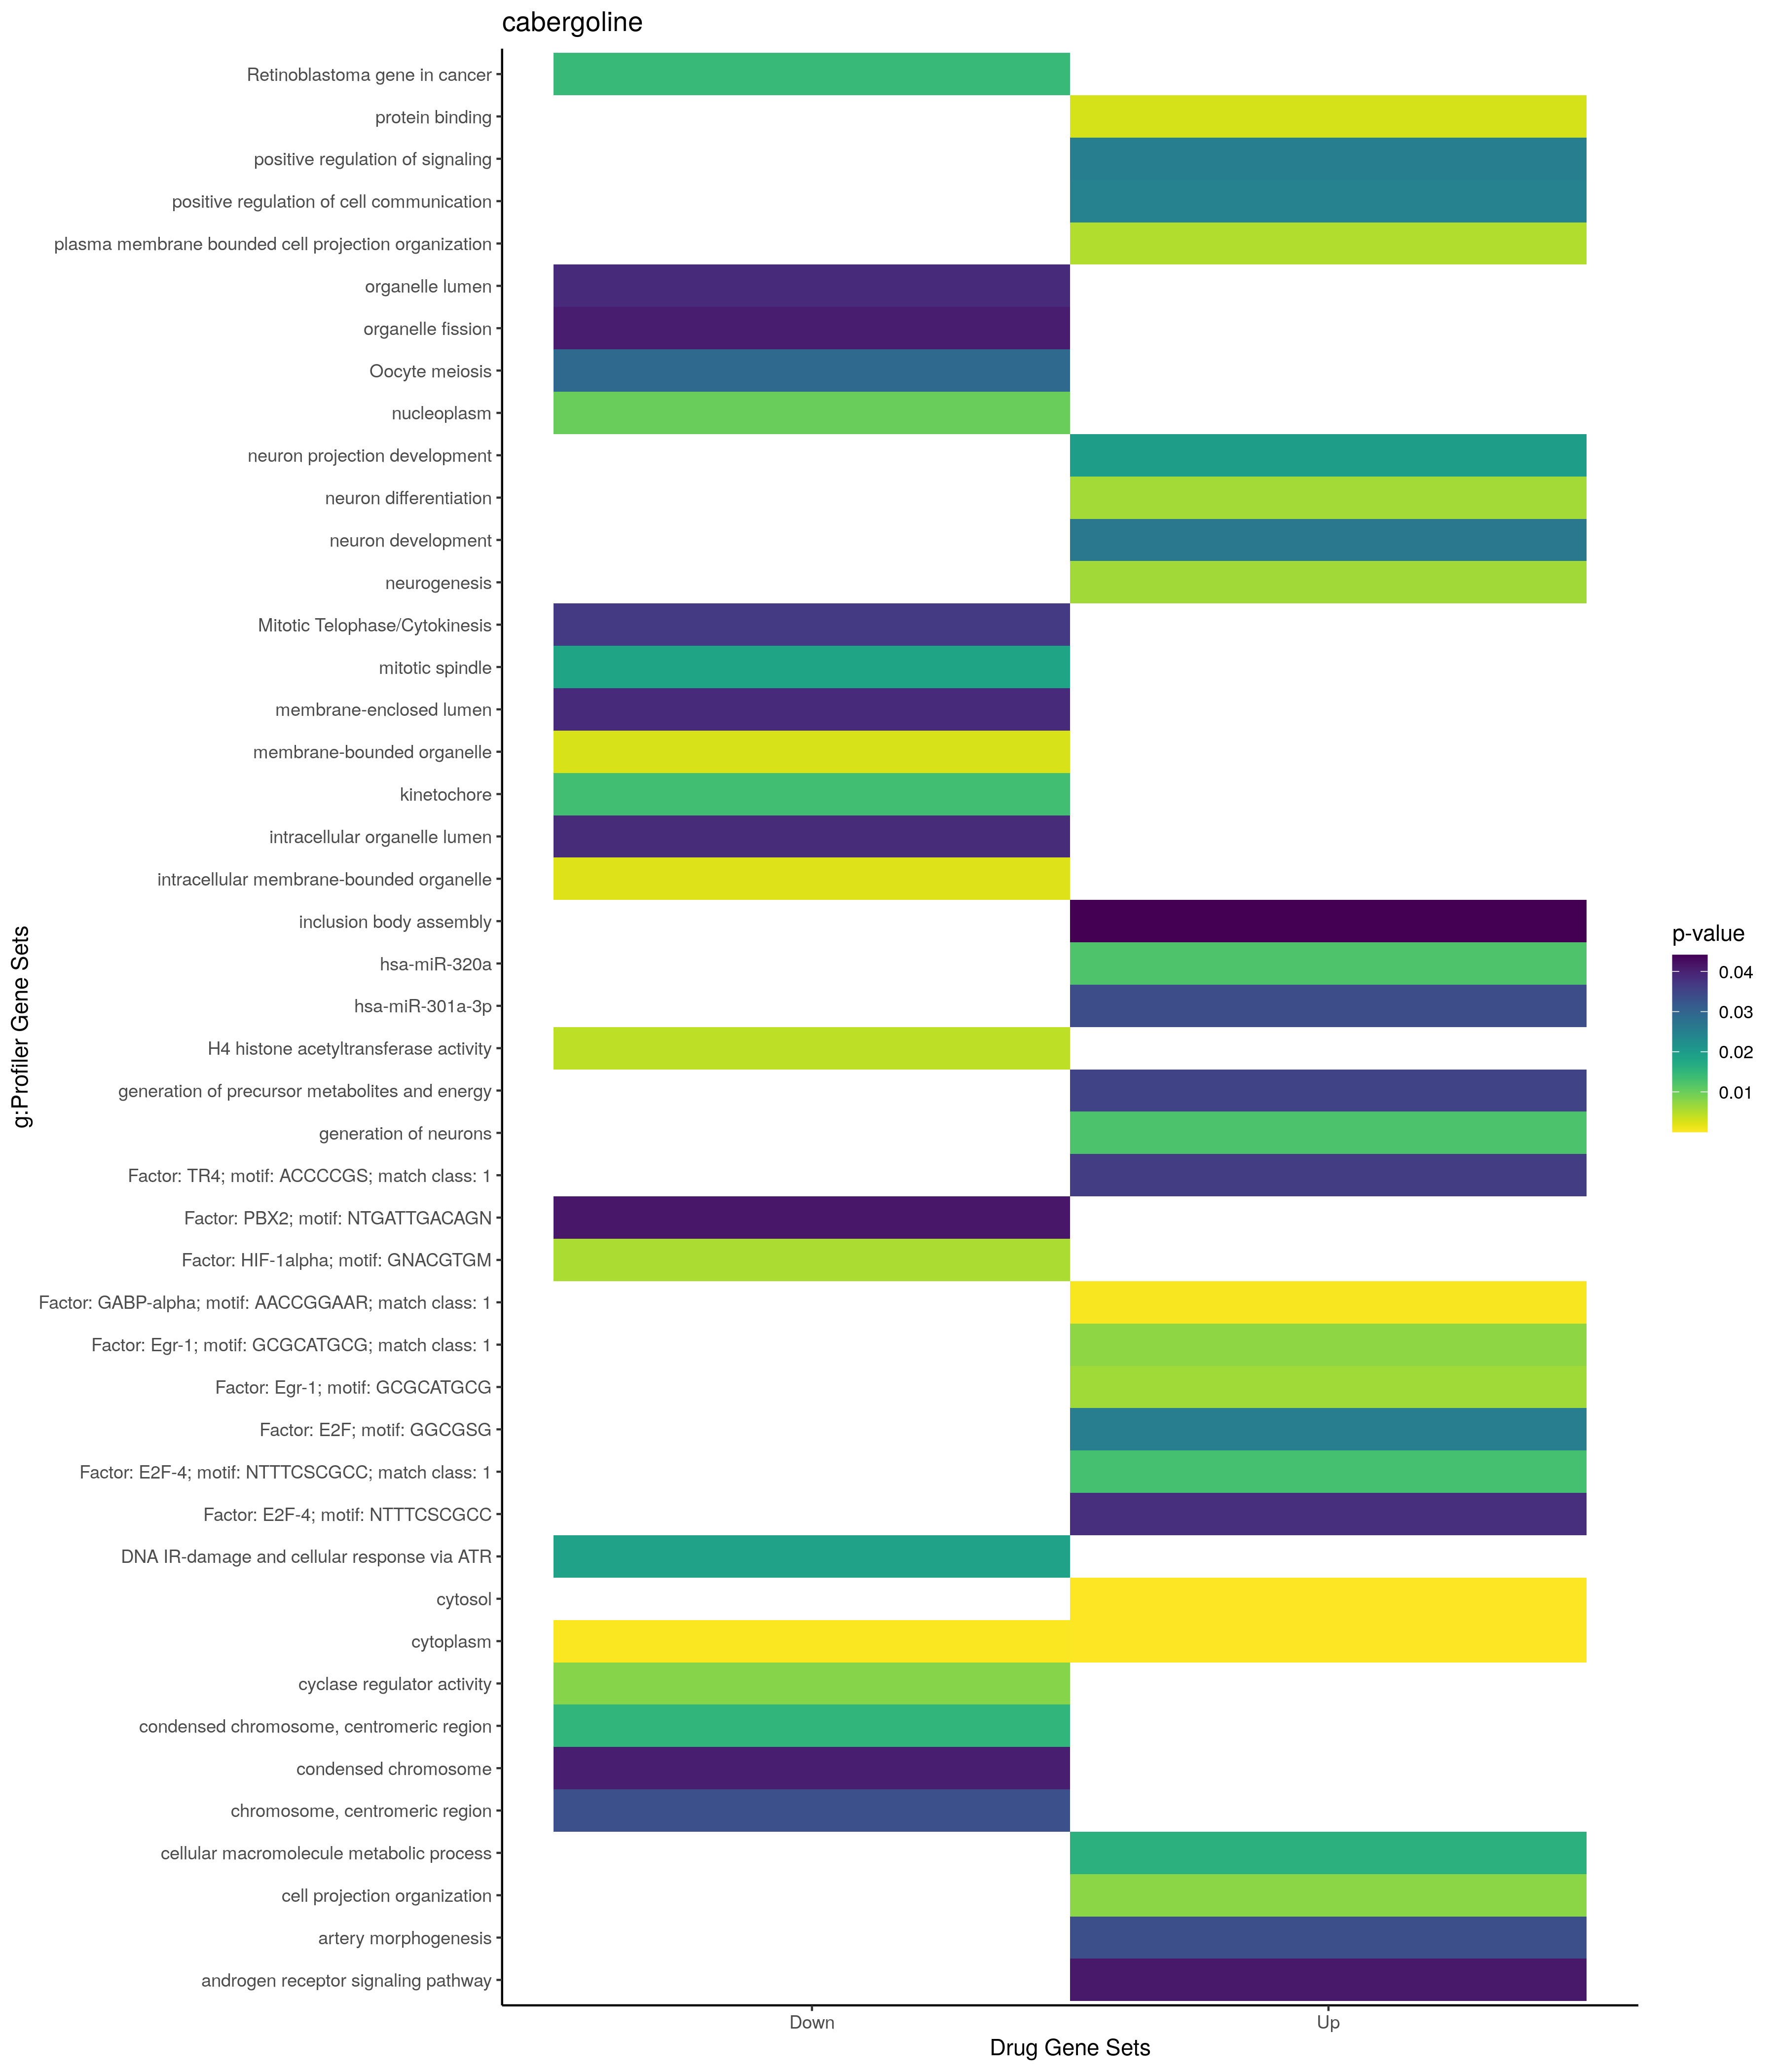 cabergoline
Retinoblastoma gene in cancer
protein binding
positive regulation of signaling
positive regulation of cell communication
plasma membrane bounded cell projection organization
organelle lumen
organelle fission
Oocyte meiosis
nucleoplasm
neuron projection development
neuron differentiation
neuron development
neurogenesis
Mitotic Telophase/Cytokinesis
mitotic spindle
membrane-enclosed lumen
membrane-bounded organelle
kinetochore
intracellular organelle lumen
intracellular membrane-bounded organelle
inclusion body assembly
hsa-miR-320a
hsa-miR-301a-3p
H4 histone acetyltransferase activity
generation of precursor metabolites and energy
generation of neurons
Factor: TR4; motif: ACCCCGS; match class: 1
Factor: PBX2; motif: NTGATTGACAGN
Factor: HIF-1alpha; motif: GNACGTGM
Factor: GABP-alpha; motif: AACCGGAAR; match class: 1
Factor: Egr-1; motif: GCGCATGCG; match class: 1
Factor: Egr-1; motif: GCGCATGCG
Factor: E2F; motif: GGCGSG
Factor: E2F-4; motif: NTTTCSCGCC; match class: 1
Factor: E2F-4; motif: NTTTCSCGCC
DNA IR-damage and cellular response via ATR
cytosol
cytoplasm
cyclase regulator activity
condensed chromosome, centromeric region
condensed chromosome
chromosome, centromeric region
cellular macromolecule metabolic process
cell projection organization
artery morphogenesis
androgen receptor signaling pathway
g:Profiler Gene Sets
Down
Up
Drug Gene Sets
p-value
0.04
0.03
0.02
0.01